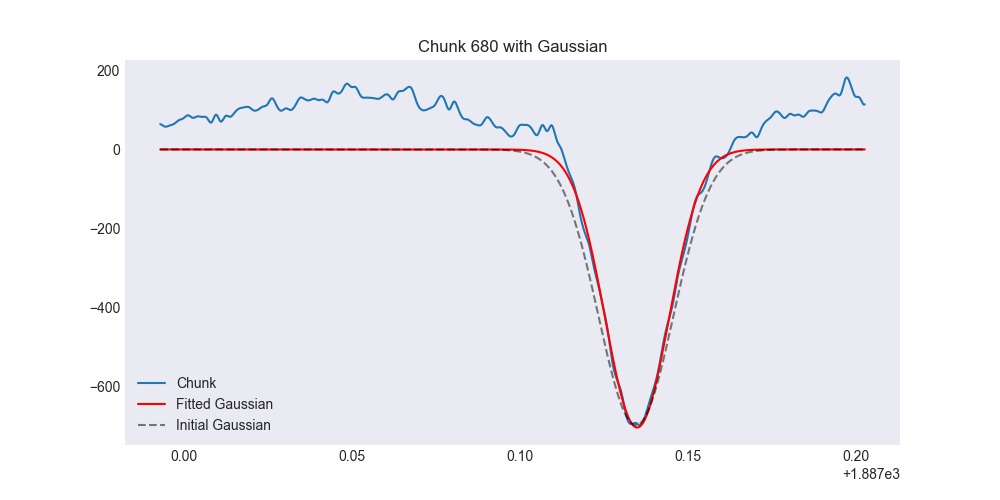 Chunk 680 with Gaussian
200
0
−200
−400
−600
Chunk
Fitted Gaussian
Initial Gaussian
0.00 0.05 0.10 0.15 0.20
+1.887e3